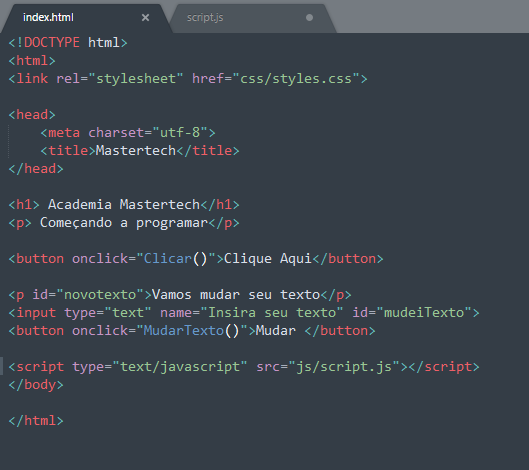 index.html × script.js
<!DOCTYPE html>
<html>
<link rel="stylesheet" href="css/styles.css">
<head>
    <meta charset="utf-8">
    <title>Mastertech</title>
</head>
<h1> Academia Mastertech</h1>
<p> Começando a programar</p>
<button onclick="Clicar()">Clique Aqui</button>
<p id="novotexto">Vamos mudar seu texto</p>
<input type="text" name="Insira seu texto" id="mudeiTexto">
<button onclick="MudarTexto()">Mudar </button>
<script type="text/javascript" src="js/script.js"></script>
</body>
</html>